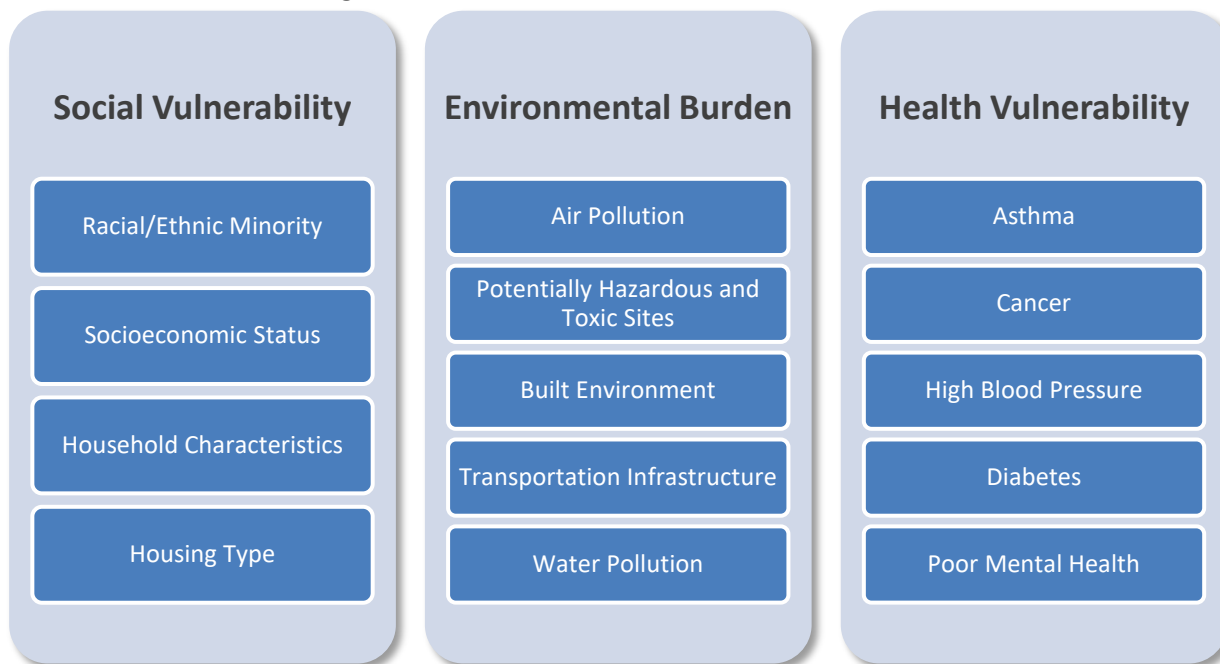 Social Vulnerability
Racial/Ethnic Minority
Socioeconomic Status
Household Characteristics
Housing Type
Environmental Burden
Air Pollution
Potentially Hazardous and
Toxic Sites
Built Environment
Transportation Infrastructure
Water Pollution
Health Vulnerability
Asthma
Cancer
High Blood Pressure
Diabetes
Poor Mental Health